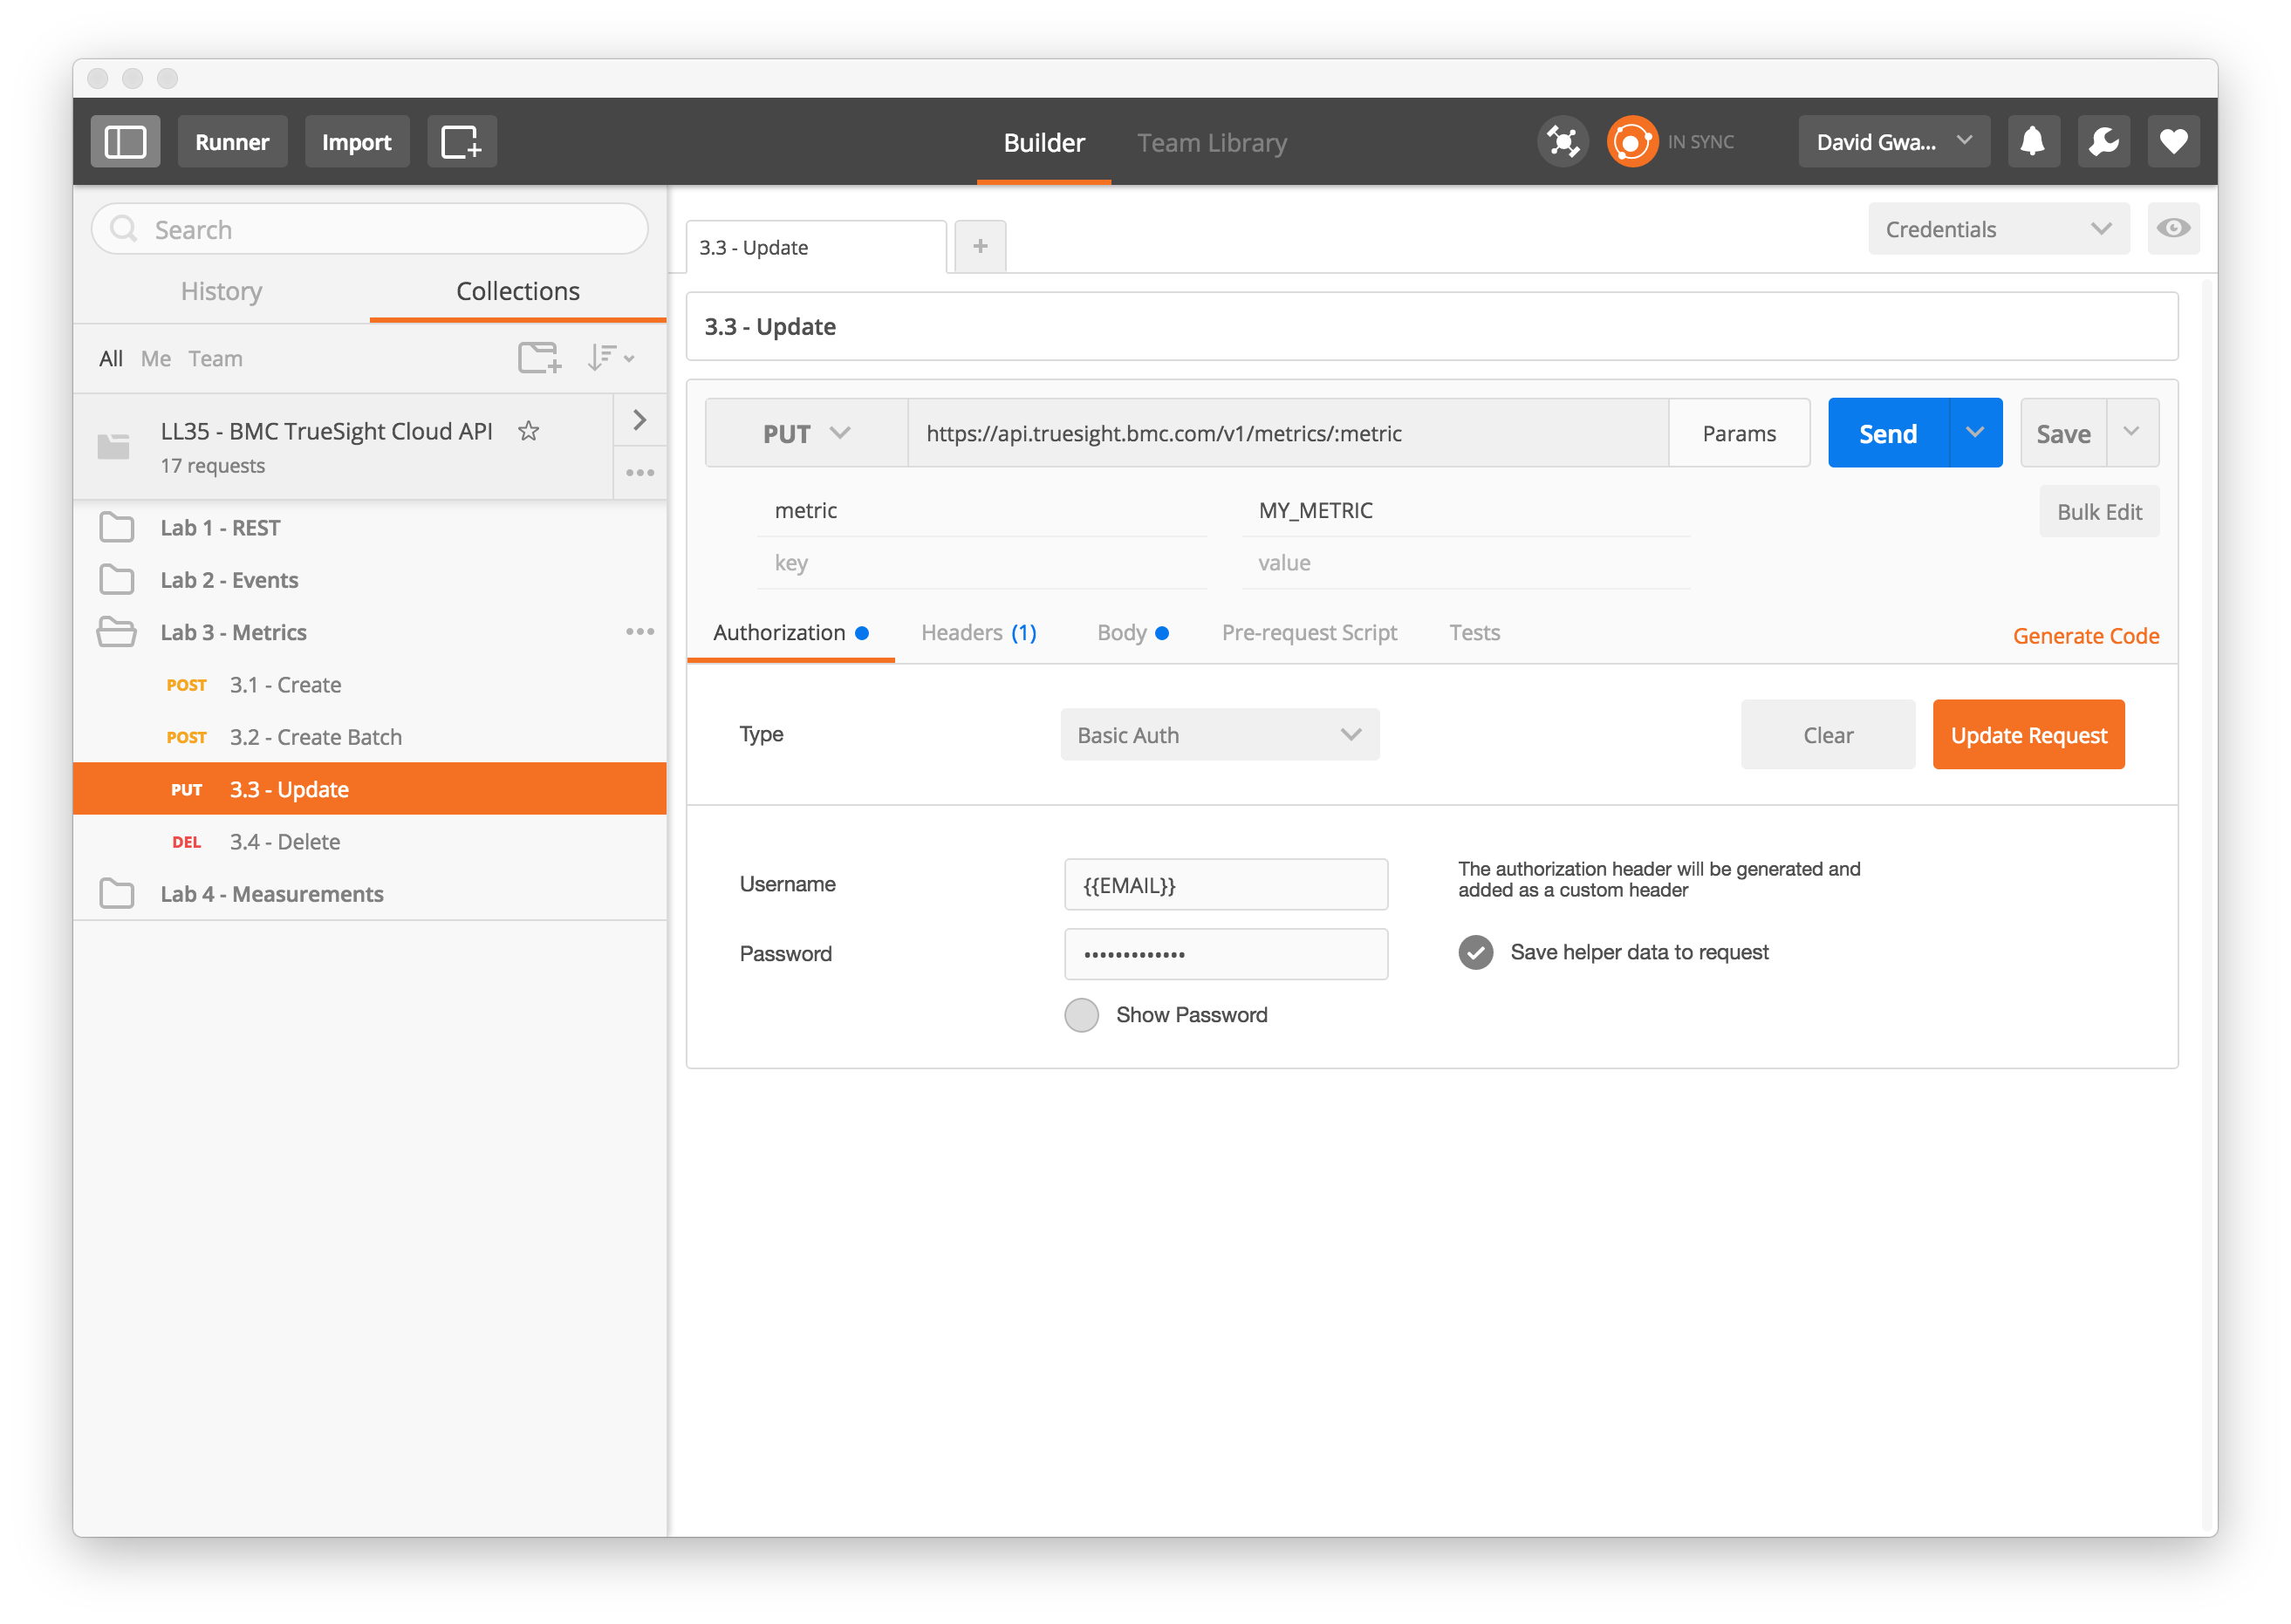 Runner
Import
Builder
Team Library
IN SYNC
David Gwa...
Search
History
Collections
All Me Team
LL35 - BMC TrueSight Cloud API
17 requests
Lab 1 - REST
Lab 2 - Events
Lab 3 - Metrics
POST 3.1 - Create
POST 3.2 - Create Batch
PUT 3.3 - Update
DEL 3.4 - Delete
Lab 4 - Measurements
3.3 - Update
+
Credentials
3.3 - Update
PUT
https://api.truesight.bmc.com/v1/metrics/:metric
Params
Send
Save
metric MY_METRIC
Bulk Edit
key value
Authorization
Headers (1)
Body
Pre-request Script
Tests
Generate Code
Type
Basic Auth
Clear
Update Request
Username
{{EMAIL}}
The authorization header will be generated and
added as a custom header
Password
•••••••••••••
Save helper data to request
Show Password